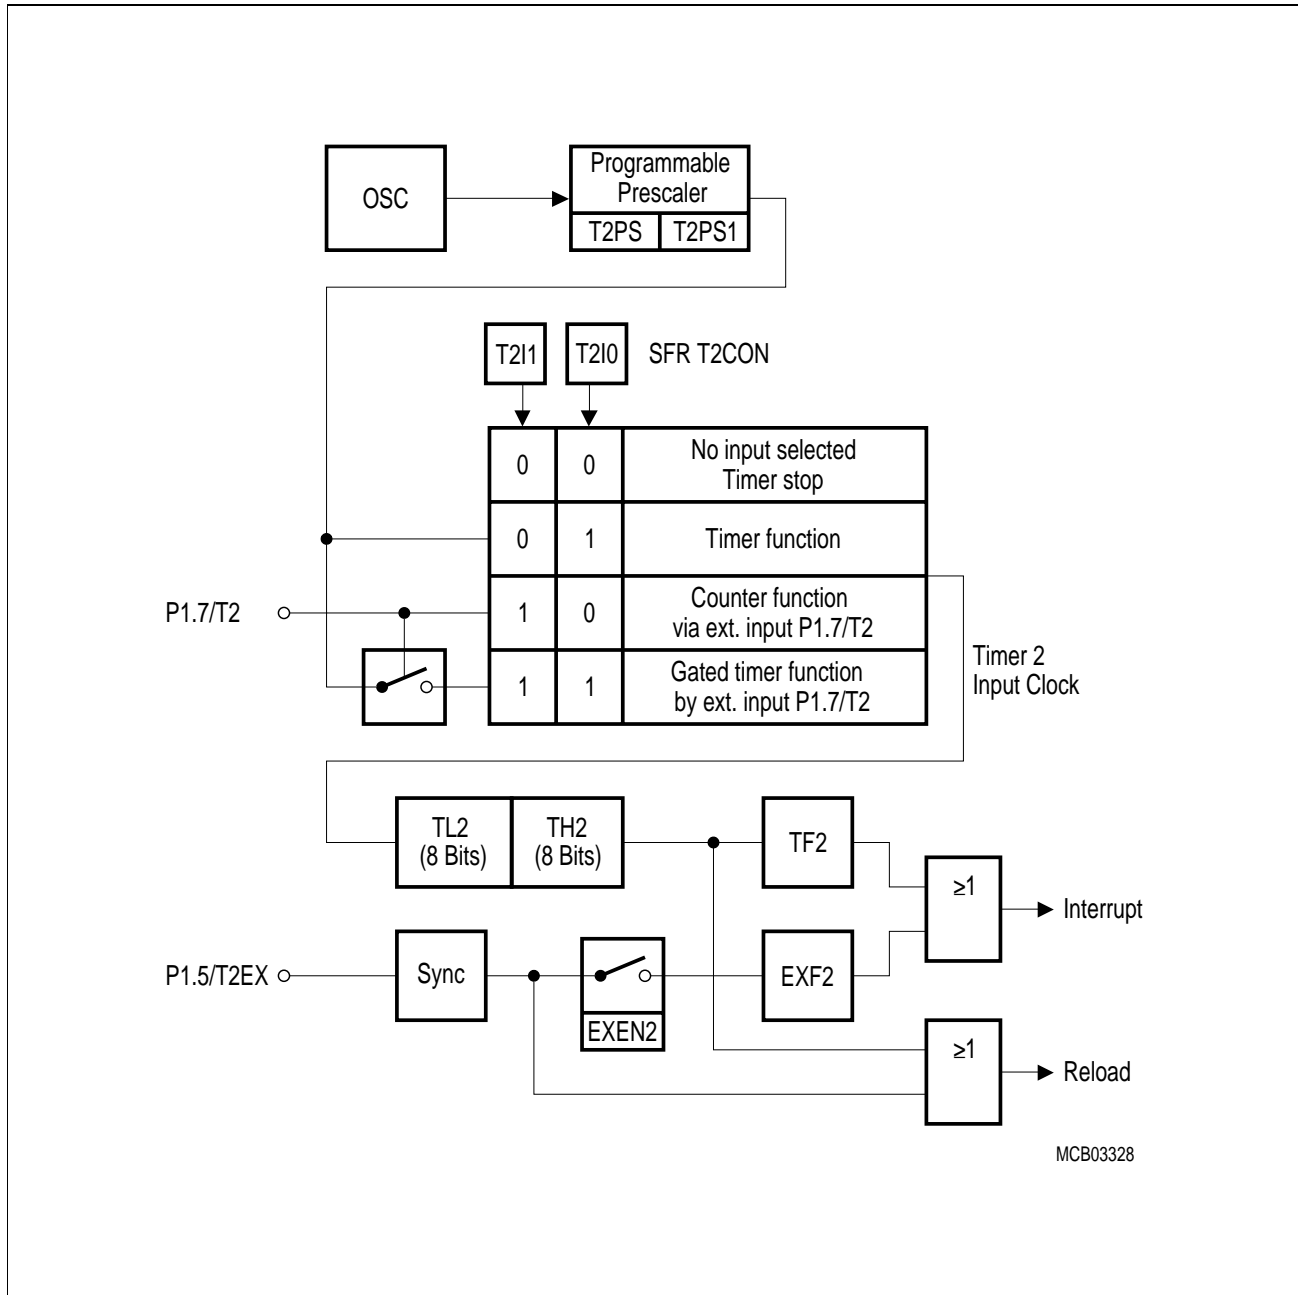 OSC
Programmable
Prescaler
T2PS T2PS1
T2I1 T2I0 SFR T2CON
0 0 No input selected
Timer stop
0 1 Timer function
P1.7/T2
1 0 Counter function
via ext. input P1.7/T2
1 1 Gated timer function
by ext. input P1.7/T2
Timer 2
Input Clock
TL2
(8 Bits)
TH2
(8 Bits)
TF2
≥1
Interrupt
P1.5/T2EX
Sync
EXEN2
EXF2
≥1
Reload
MCB03328